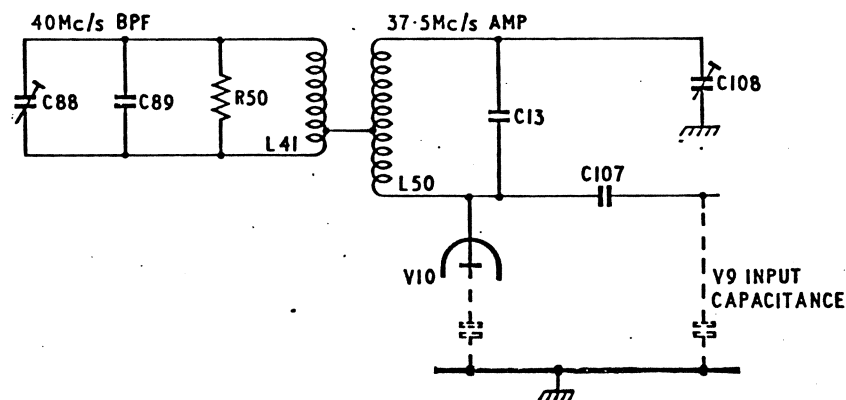 40Mc/s BPF
37·5Mc/s AMP
C88
C89
R50
L41
L50
C13
C108
C107
V10
V9 INPUT
CAPACITANCE